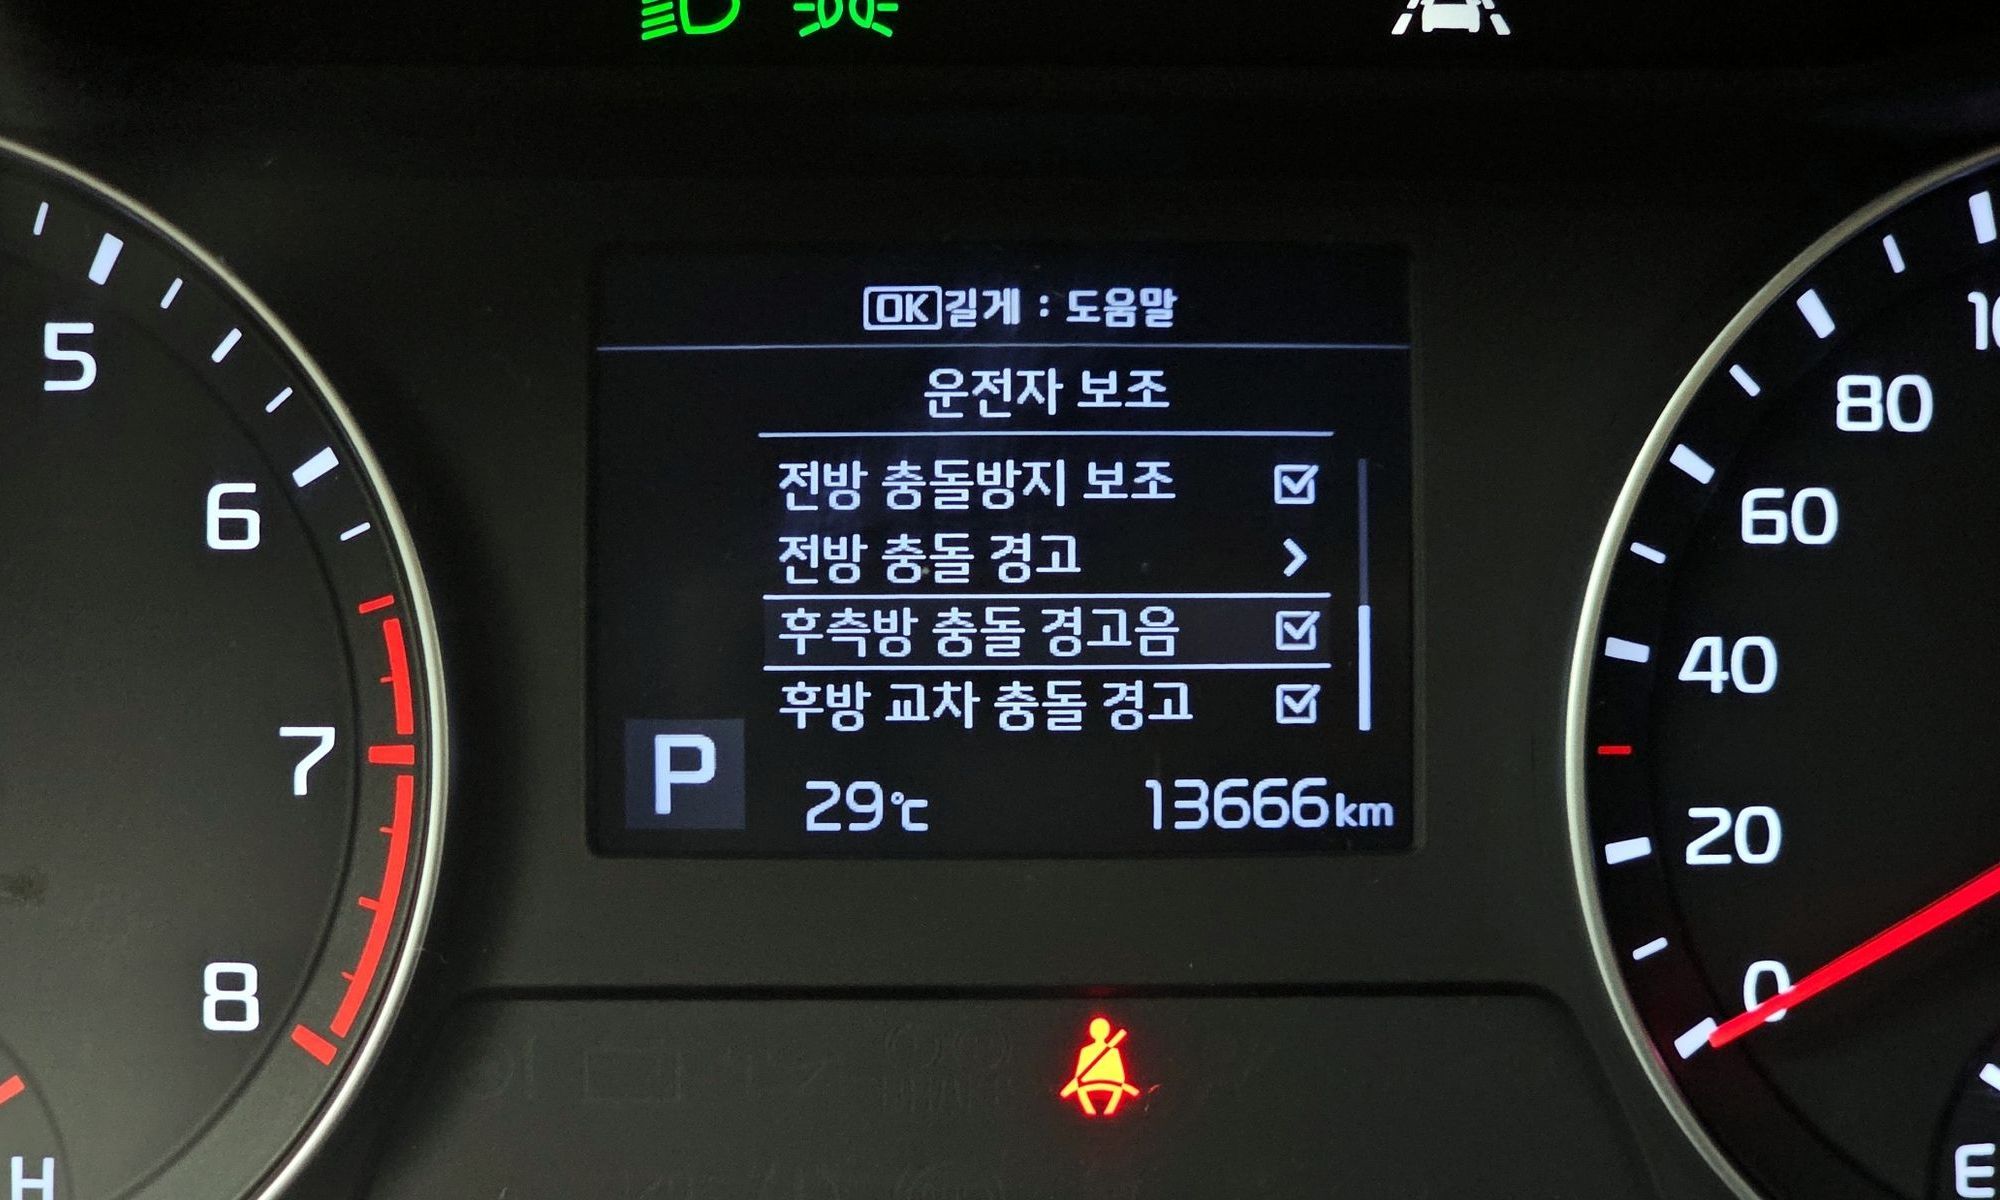 OK길게 : 도움말
운전자 보조
전방 충돌방지 보조
전방 충돌 경고
후측방 충돌 경고음
후방 교차 충돌 경고
P
29℃ 13666km
5
6
7
8
H
80
60
40
20
0
E